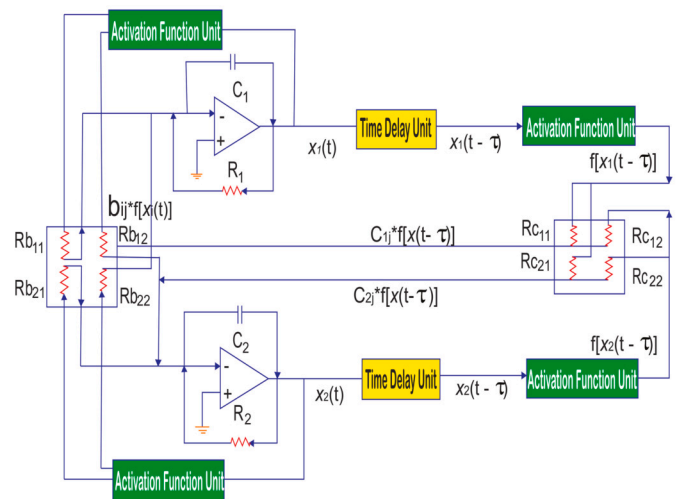 Activation Function Unit
C1
-
+
R1
x1(t)
Time Delay Unit
x1(t - τ)
Activation Function Unit
f[x1(t - τ)]
bij*f[xi(t)]
Rb11
Rb12
Rb21
Rb22
C1j*f[x(t- τ)]
C2j*f[x(t-τ)]
Rc11
Rc12
Rc21
Rc22
f[x2(t - τ)]
C2
-
+
R2
x2(t)
Time Delay Unit
x2(t - τ)
Activation Function Unit
Activation Function Unit